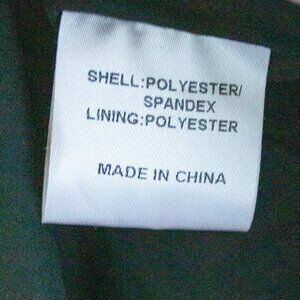 SHELL:POLYESTER/
SPANDEX
LINING:POLYESTER
MADE IN CHINA